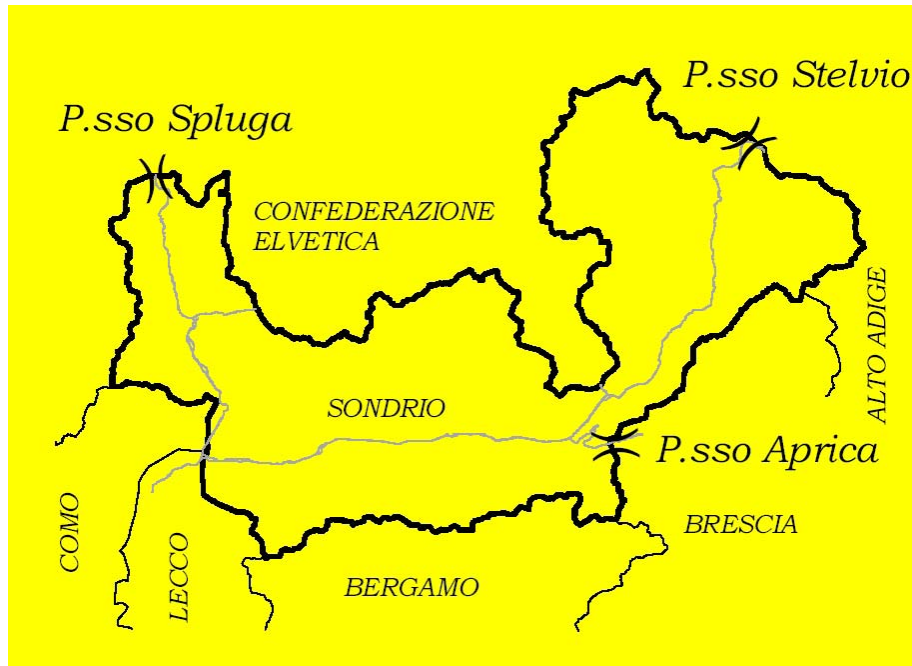 P.sso Stelvio
P.sso Spluga
CONFEDERAZIONE
ELVETICA
ALTO ADIGE
SONDRIO
P.sso Aprica
COMO
LECCO
BRESCIA
BERGAMO